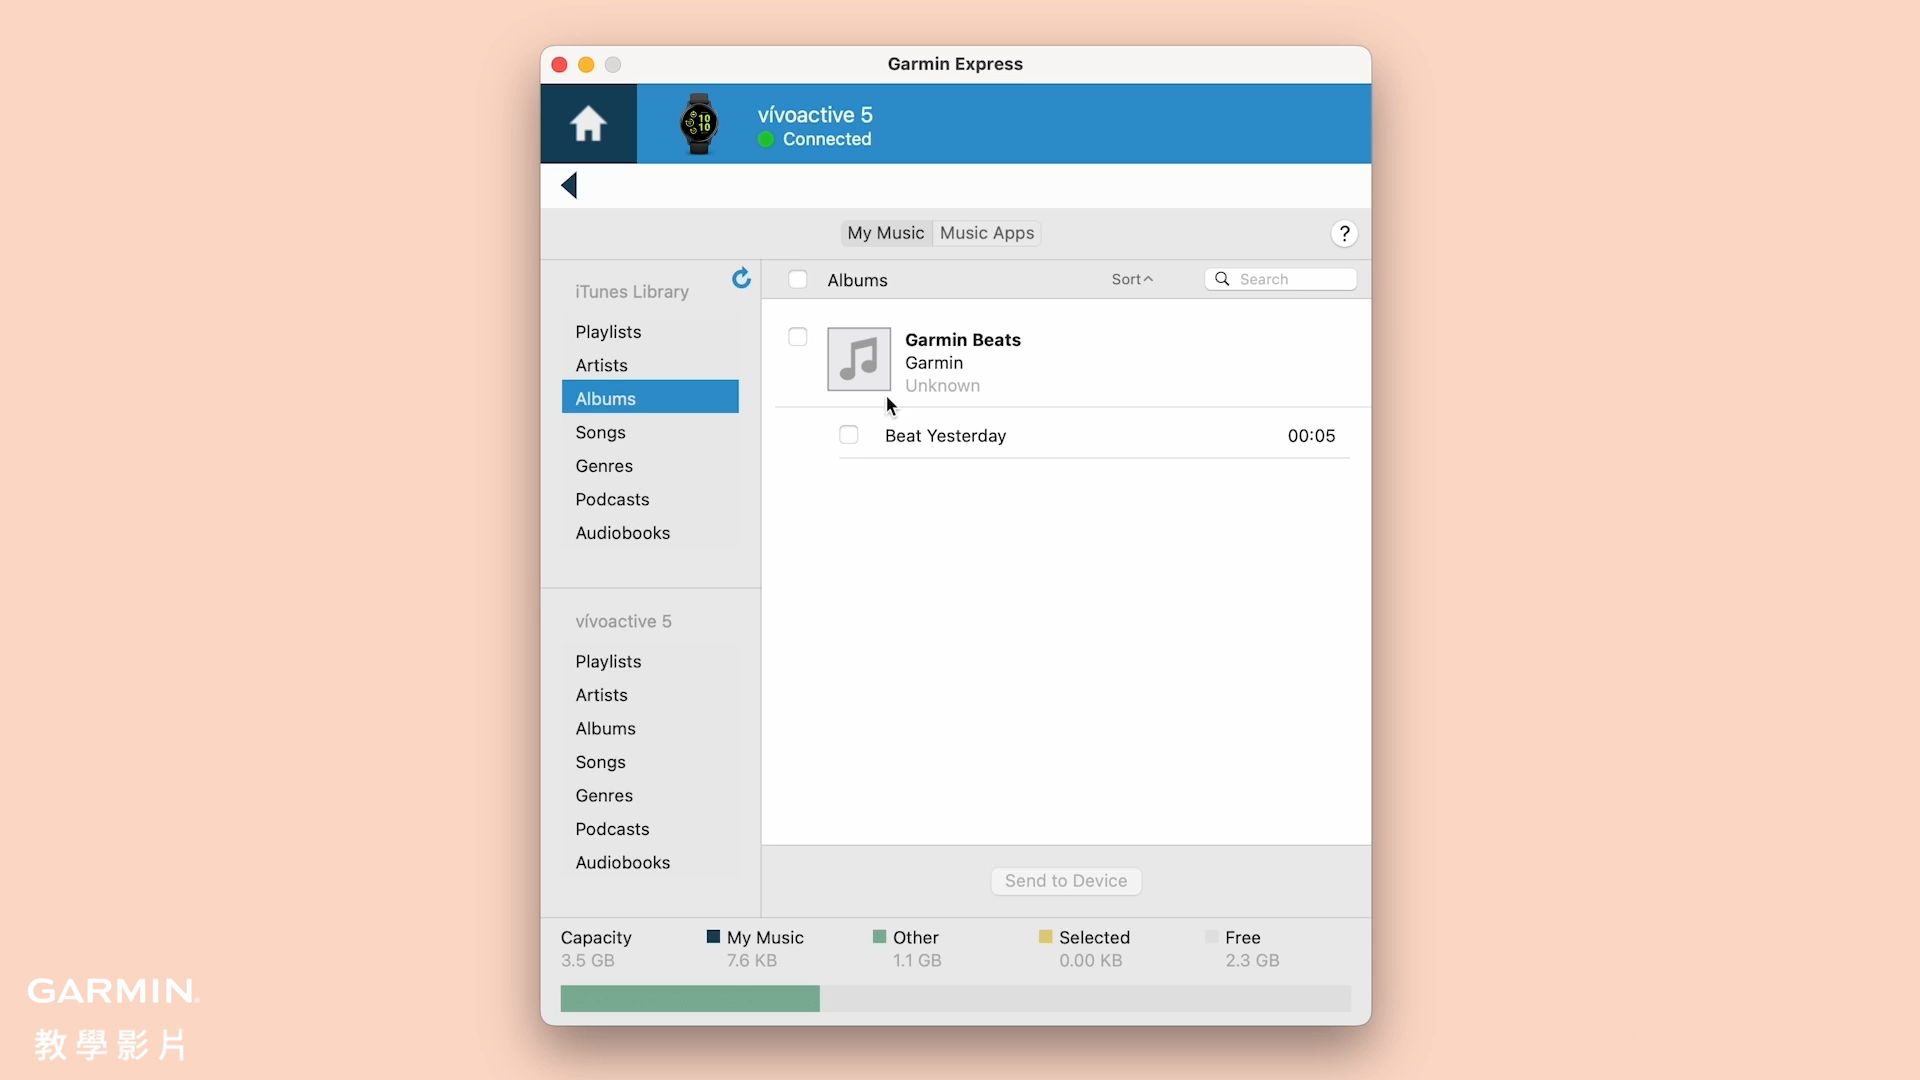 Garmin Express
10
10
vívoactive 5
Connected
My Music
Music Apps
?
iTunes Library
Playlists
Artists
Albums
Songs
Genres
Podcasts
Audiobooks
Albums
Sort
Search
Garmin Beats
Garmin
Unknown
Beat Yesterday
00:05
vívoactive 5
Playlists
Artists
Albums
Songs
Genres
Podcasts
Audiobooks
Send to Device
Capacity
3.5 GB
My Music
7.6 KB
Other
1.1 GB
Selected
0.00 KB
Free
2.3 GB
GARMIN.
教學影片